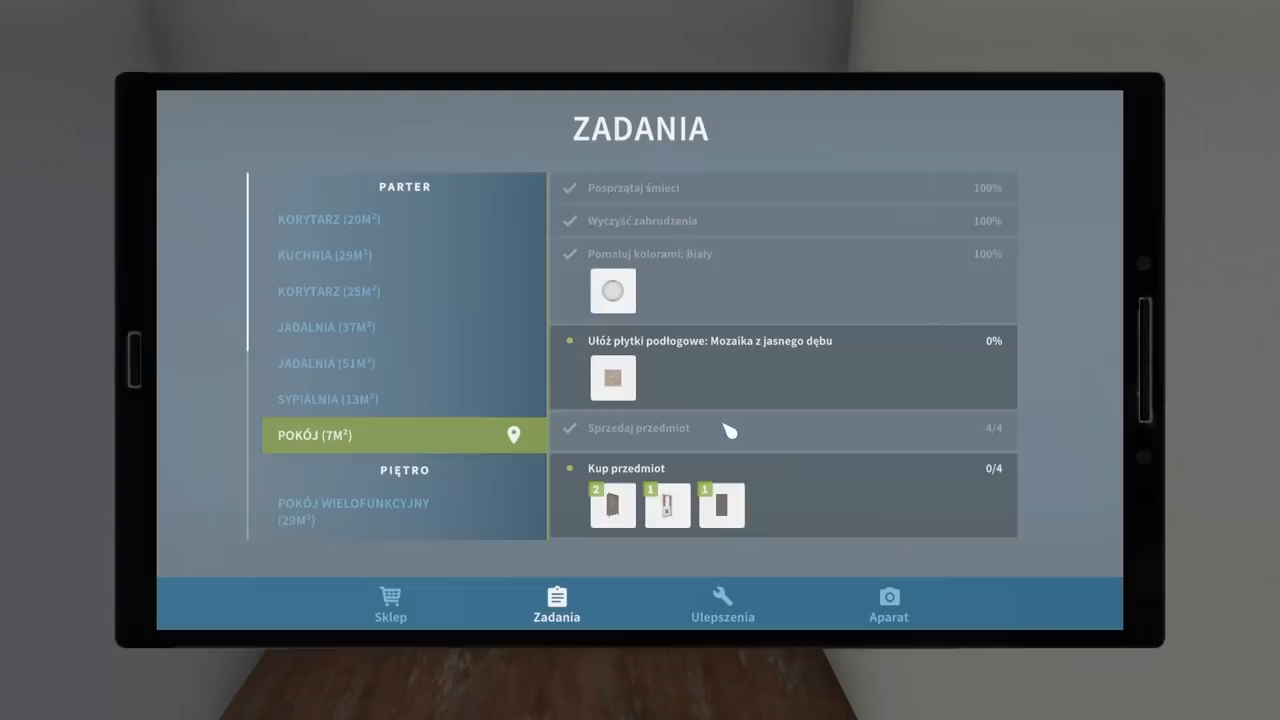 ZADANIA
PARTER
KORYTARZ (20M²)
KUCHNIA (29M²)
KORYTARZ (25M²)
JADALNIA (37M²)
JADALNIA (51M²)
SYPIALNIA (13M²)
POKÓJ (7M²)
PIĘTRO
POKÓJ WIELOFUNKCYJNY
(29M²)
Posprzątaj śmieci 100%
Wyczyść zabrudzenia 100%
Pomaluj kolorami: Biały 100%
Ułóż płytki podłogowe: Mozaika z jasnego dębu 0%
Sprzedaj przedmiot 4/4
Kup przedmiot 0/4
2 1 1
Sklep Zadania Ulepszenia Aparat